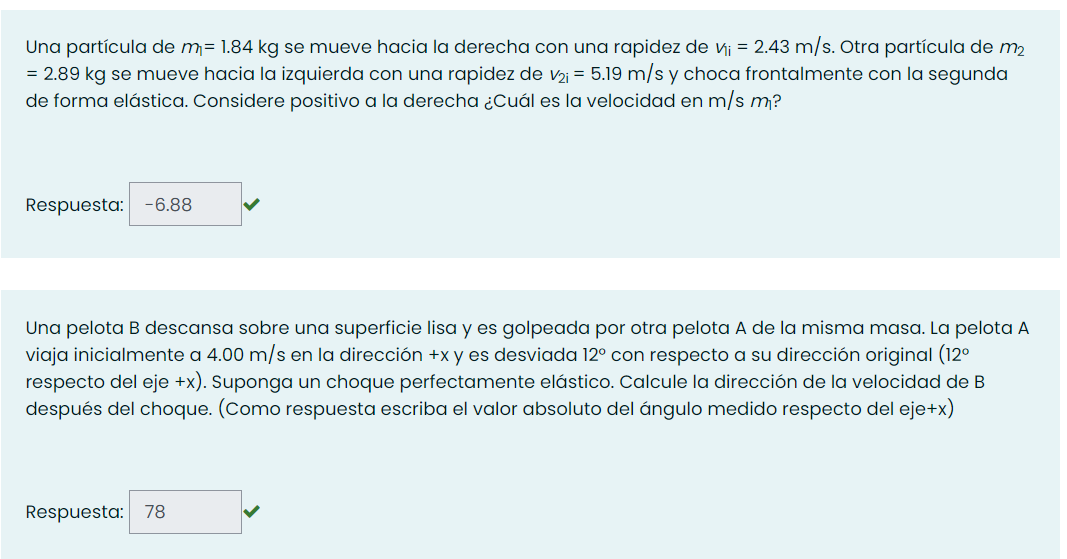 Una partícula de m₁= 1.84 kg se mueve hacia la derecha con una rapidez de v₁ᵢ = 2.43 m/s. Otra partícula de m₂
= 2.89 kg se mueve hacia la izquierda con una rapidez de v₂ᵢ = 5.19 m/s y choca frontalmente con la segunda
de forma elástica. Considere positivo a la derecha ¿Cuál es la velocidad en m/s m₁?
Respuesta: -6.88
Una pelota B descansa sobre una superficie lisa y es golpeada por otra pelota A de la misma masa. La pelota A
viaja inicialmente a 4.00 m/s en la dirección +x y es desviada 12° con respecto a su dirección original (12°
respecto del eje +x). Suponga un choque perfectamente elástico. Calcule la dirección de la velocidad de B
después del choque. (Como respuesta escriba el valor absoluto del ángulo medido respecto del eje+x)
Respuesta: 78